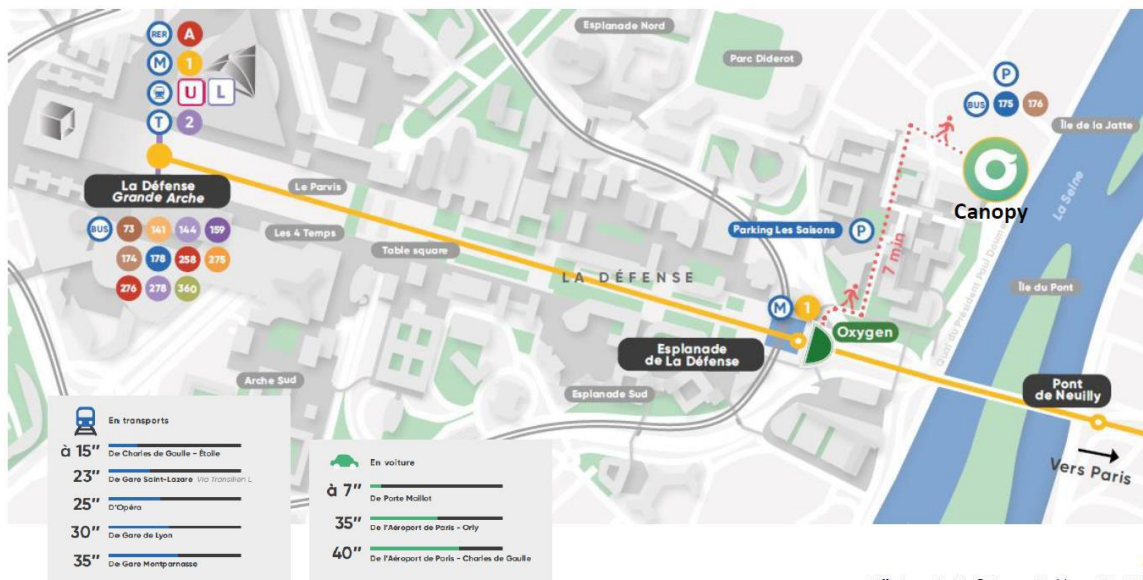 RER A
M 1
U L
T 2
La Défense
Grande Arche
BUS 73 141 144 159
174 178 258 275
276 278 360
Esplanade Nord
Parc Diderot
P
BUS 175 176
Île de la Jatte
Canopy
La Seine
Le Parvis
Les 4 Temps
Table square
Parking Les Saisons P
7 min
LA DÉFENSE
Île du Pont
Quai du Président Paul Doumer
M 1
Oxygen
Esplanade
de La Défense
Arche Sud
Esplanade Sud
Pont
de Neuilly
Vers Paris
En transports
à 15" De Charles de Gaulle - Étoile
23" De Gare Saint-Lazare Via Transilien L
25" D'Opéra
30" De Gare de Lyon
35" De Gare Montparnasse
En voiture
à 7" De Porte Maillot
35" De l'Aéroport de Paris - Orly
40" De l'Aéroport de Paris - Charles de Gaulle